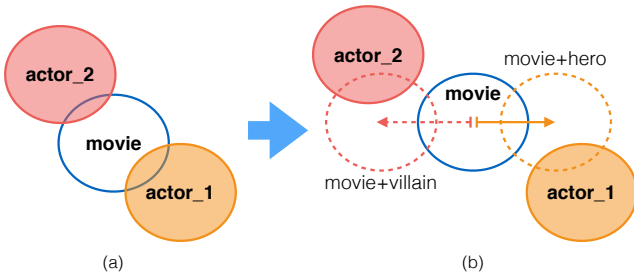 actor_2
movie
actor_1
(a)
actor_2
movie+hero
movie
movie+villain
actor_1
(b)